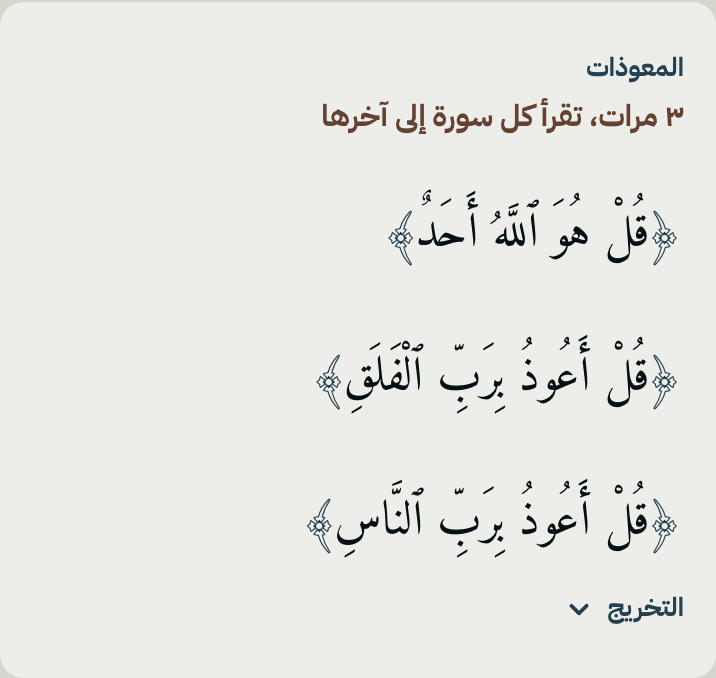 المعوذات
٣ مرات، تقرأ كل سورة إلى آخرها
﴿قُلْ هُوَ ٱللَّهُ أَحَدٌ﴾
﴿قُلْ أَعُوذُ بِرَبِّ ٱلْفَلَقِ﴾
﴿قُلْ أَعُوذُ بِرَبِّ ٱلنَّاسِ﴾
التخريج